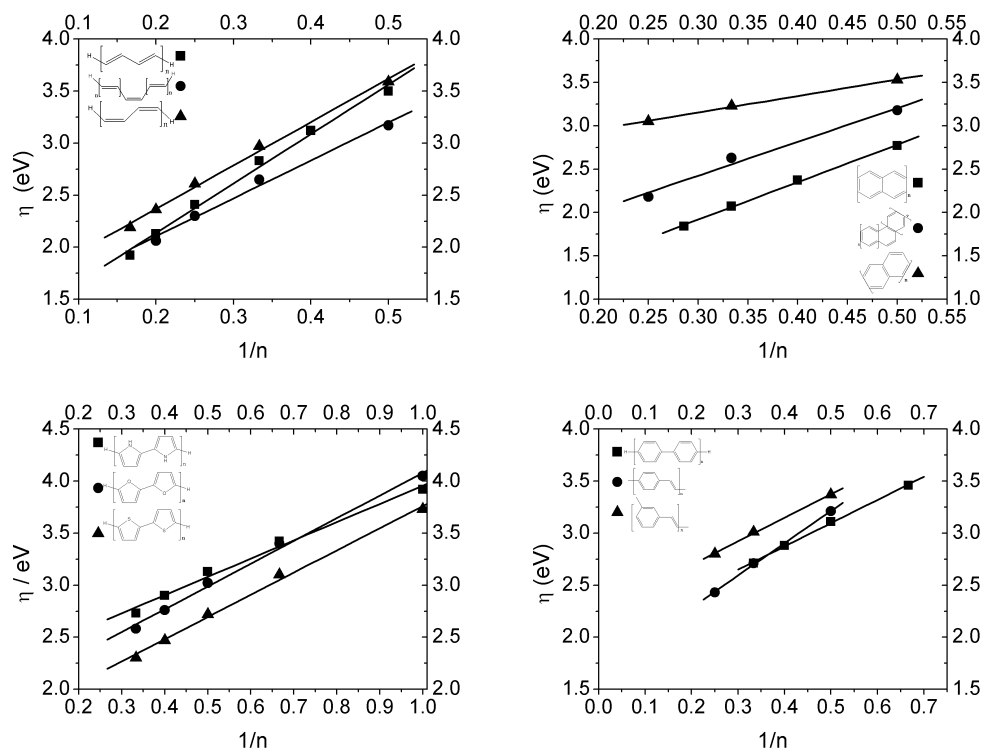 0.1 0.2 0.3 0.4 0.5
4.0 4.0
3.5 3.5
3.0 3.0
2.5 2.5
2.0 2.0
1.5 1.5
η (eV)
H H n
H n n H
H H n
0.1 0.2 0.3 0.4 0.5
1/n
0.20 0.25 0.30 0.35 0.40 0.45 0.50 0.55
4.0 4.0
3.5 3.5
3.0 3.0
2.5 2.5
2.0 2.0
1.5 1.5
1.0 1.0
η (eV)
n
n
0.20 0.25 0.30 0.35 0.40 0.45 0.50 0.55
1/n
0.2 0.3 0.4 0.5 0.6 0.7 0.8 0.9 1.0
4.5 4.5
4.0 4.0
3.5 3.5
3.0 3.0
2.5 2.5
2.0 2.0
η / eV
H H N H N H n
H O O H n
H S S H n
0.2 0.3 0.4 0.5 0.6 0.7 0.8 0.9 1.0
1/n
0.0 0.1 0.2 0.3 0.4 0.5 0.6 0.7
4.0 4.0
3.5 3.5
3.0 3.0
2.5 2.5
2.0 2.0
1.5 1.5
η (eV)
H H
0.0 0.1 0.2 0.3 0.4 0.5 0.6 0.7
1/n